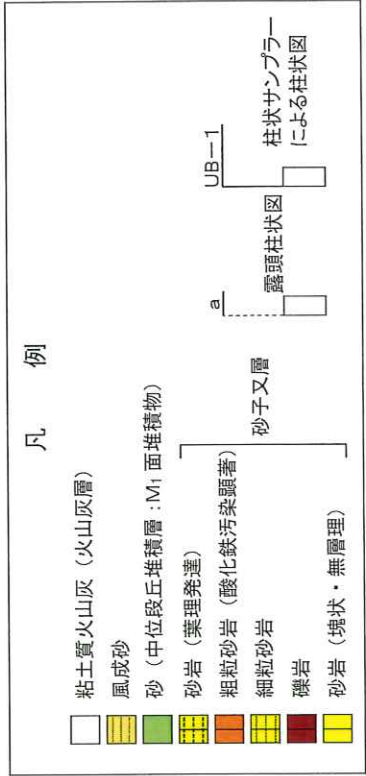 凡 例
粘土質火山灰(火山灰層)
風成砂
砂(中位段丘堆積層:M₁ 面堆積物)
砂岩(葉理発達)
粗粒砂岩(酸化鉄汚染顕著)
細粒砂岩
礫岩
砂岩(塊状・無層理)
砂子又層
a
露頭柱状図
UB-1
柱状サンプラー
による柱状図